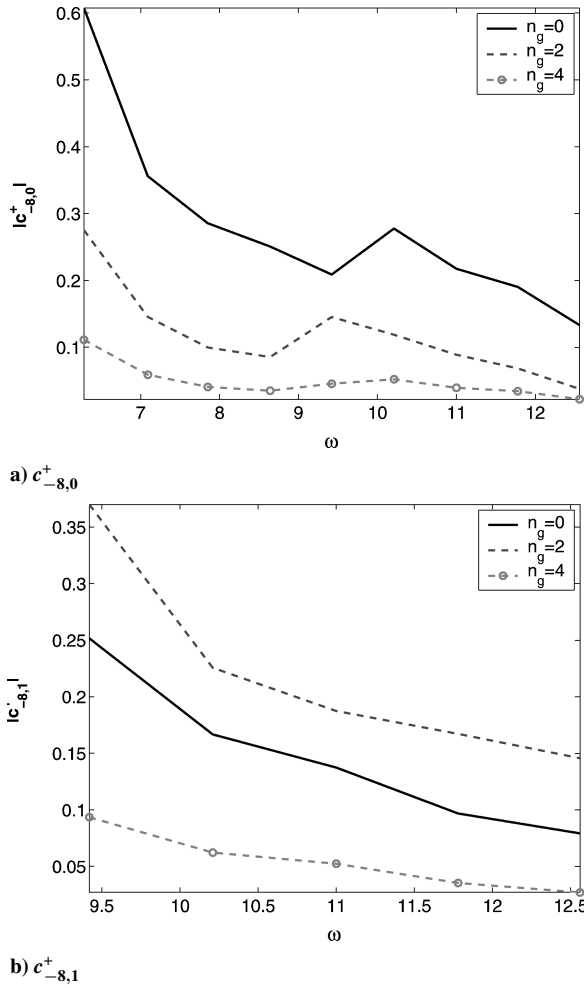 0.6
0.5
0.4
0.3
0.2
0.1
|c⁺₋₈,₀|
n_g=0
n_g=2
n_g=4
7 8 9 10 11 12
ω
a) c⁺₋₈,₀
0.35
0.3
0.25
0.2
0.15
0.1
0.05
|c⁻₋₈,₁|
n_g=0
n_g=2
n_g=4
9.5 10 10.5 11 11.5 12 12.5
ω
b) c⁺₋₈,₁